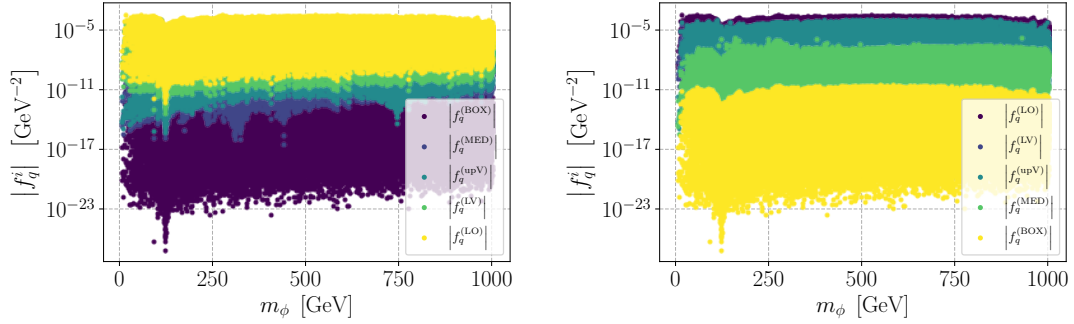 10⁻⁵
10⁻¹¹
10⁻¹⁷
10⁻²³
|f_q^i| [GeV⁻²]
|f_q^(BOX)|
|f_q^(MED)|
|f_q^(upV)|
|f_q^(LV)|
|f_q^(LO)|
0 250 500 750 1000
m_ϕ [GeV]
10⁻⁵
10⁻¹¹
10⁻¹⁷
10⁻²³
|f_q^i| [GeV⁻²]
|f_q^(LO)|
|f_q^(LV)|
|f_q^(upV)|
|f_q^(MED)|
|f_q^(BOX)|
0 250 500 750 1000
m_ϕ [GeV]